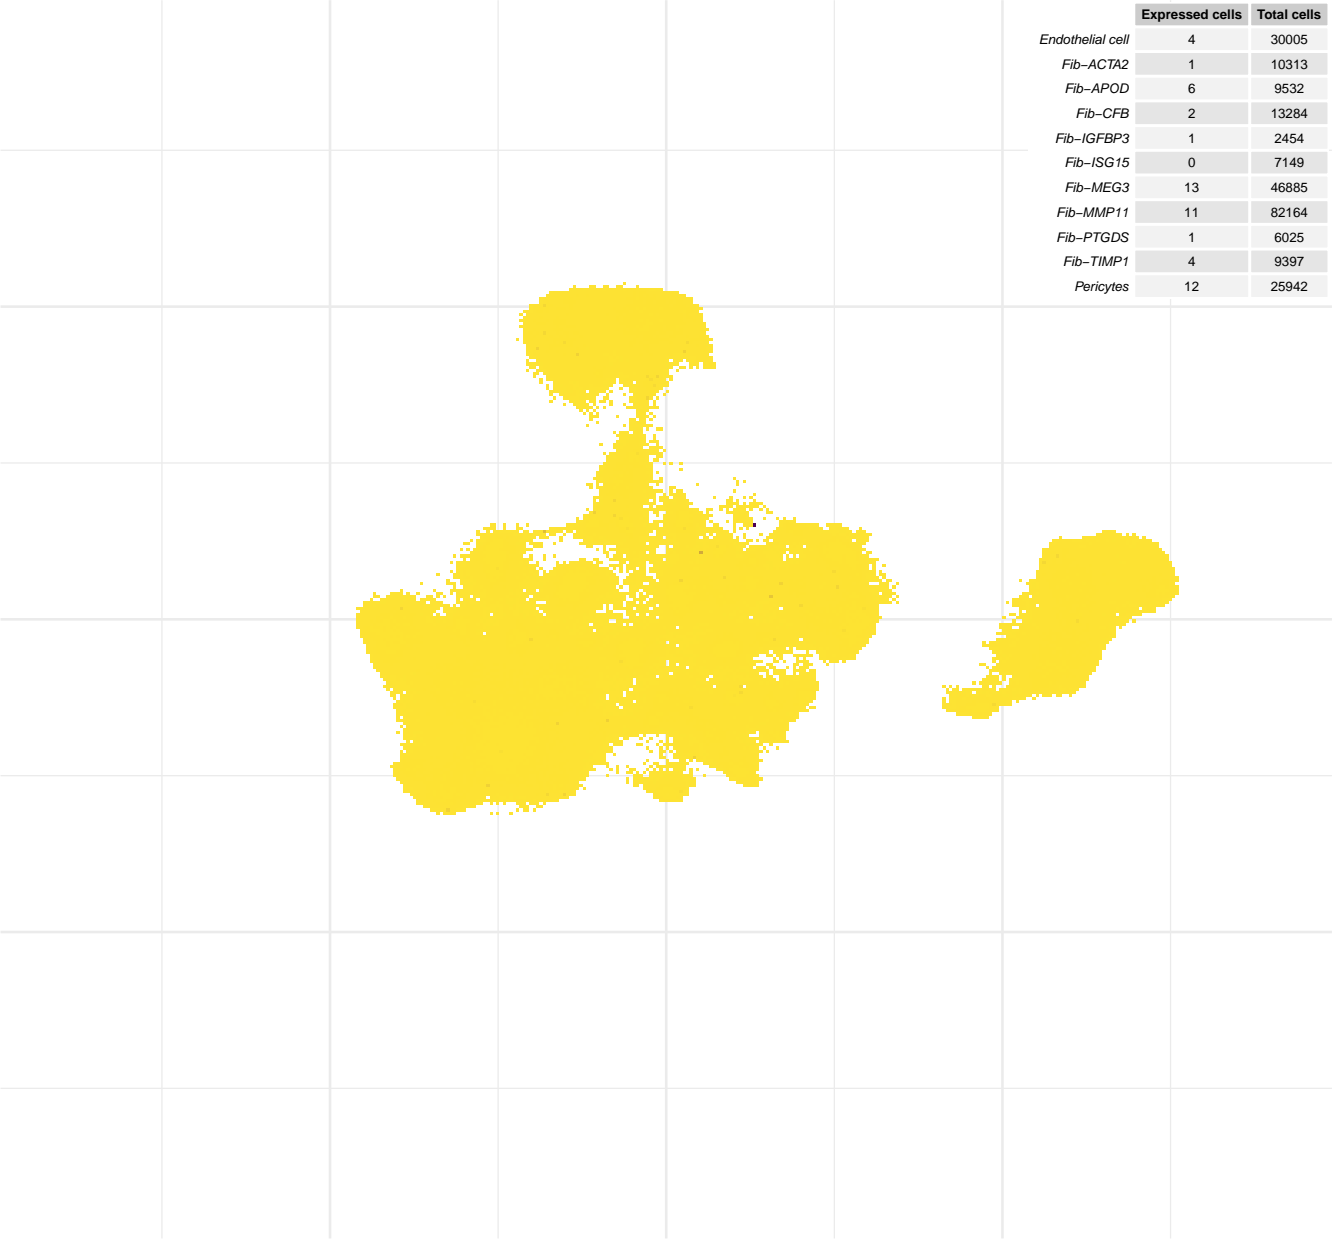 Expressed cells Total cells
Endothelial cell 4 30005
Fib−ACTA2 1 10313
Fib−APOD 6 9532
Fib−CFB 2 13284
Fib−IGFBP3 1 2454
Fib−ISG15 0 7149
Fib−MEG3 13 46885
Fib−MMP11 11 82164
Fib−PTGDS 1 6025
Fib−TIMP1 4 9397
Pericytes 12 25942